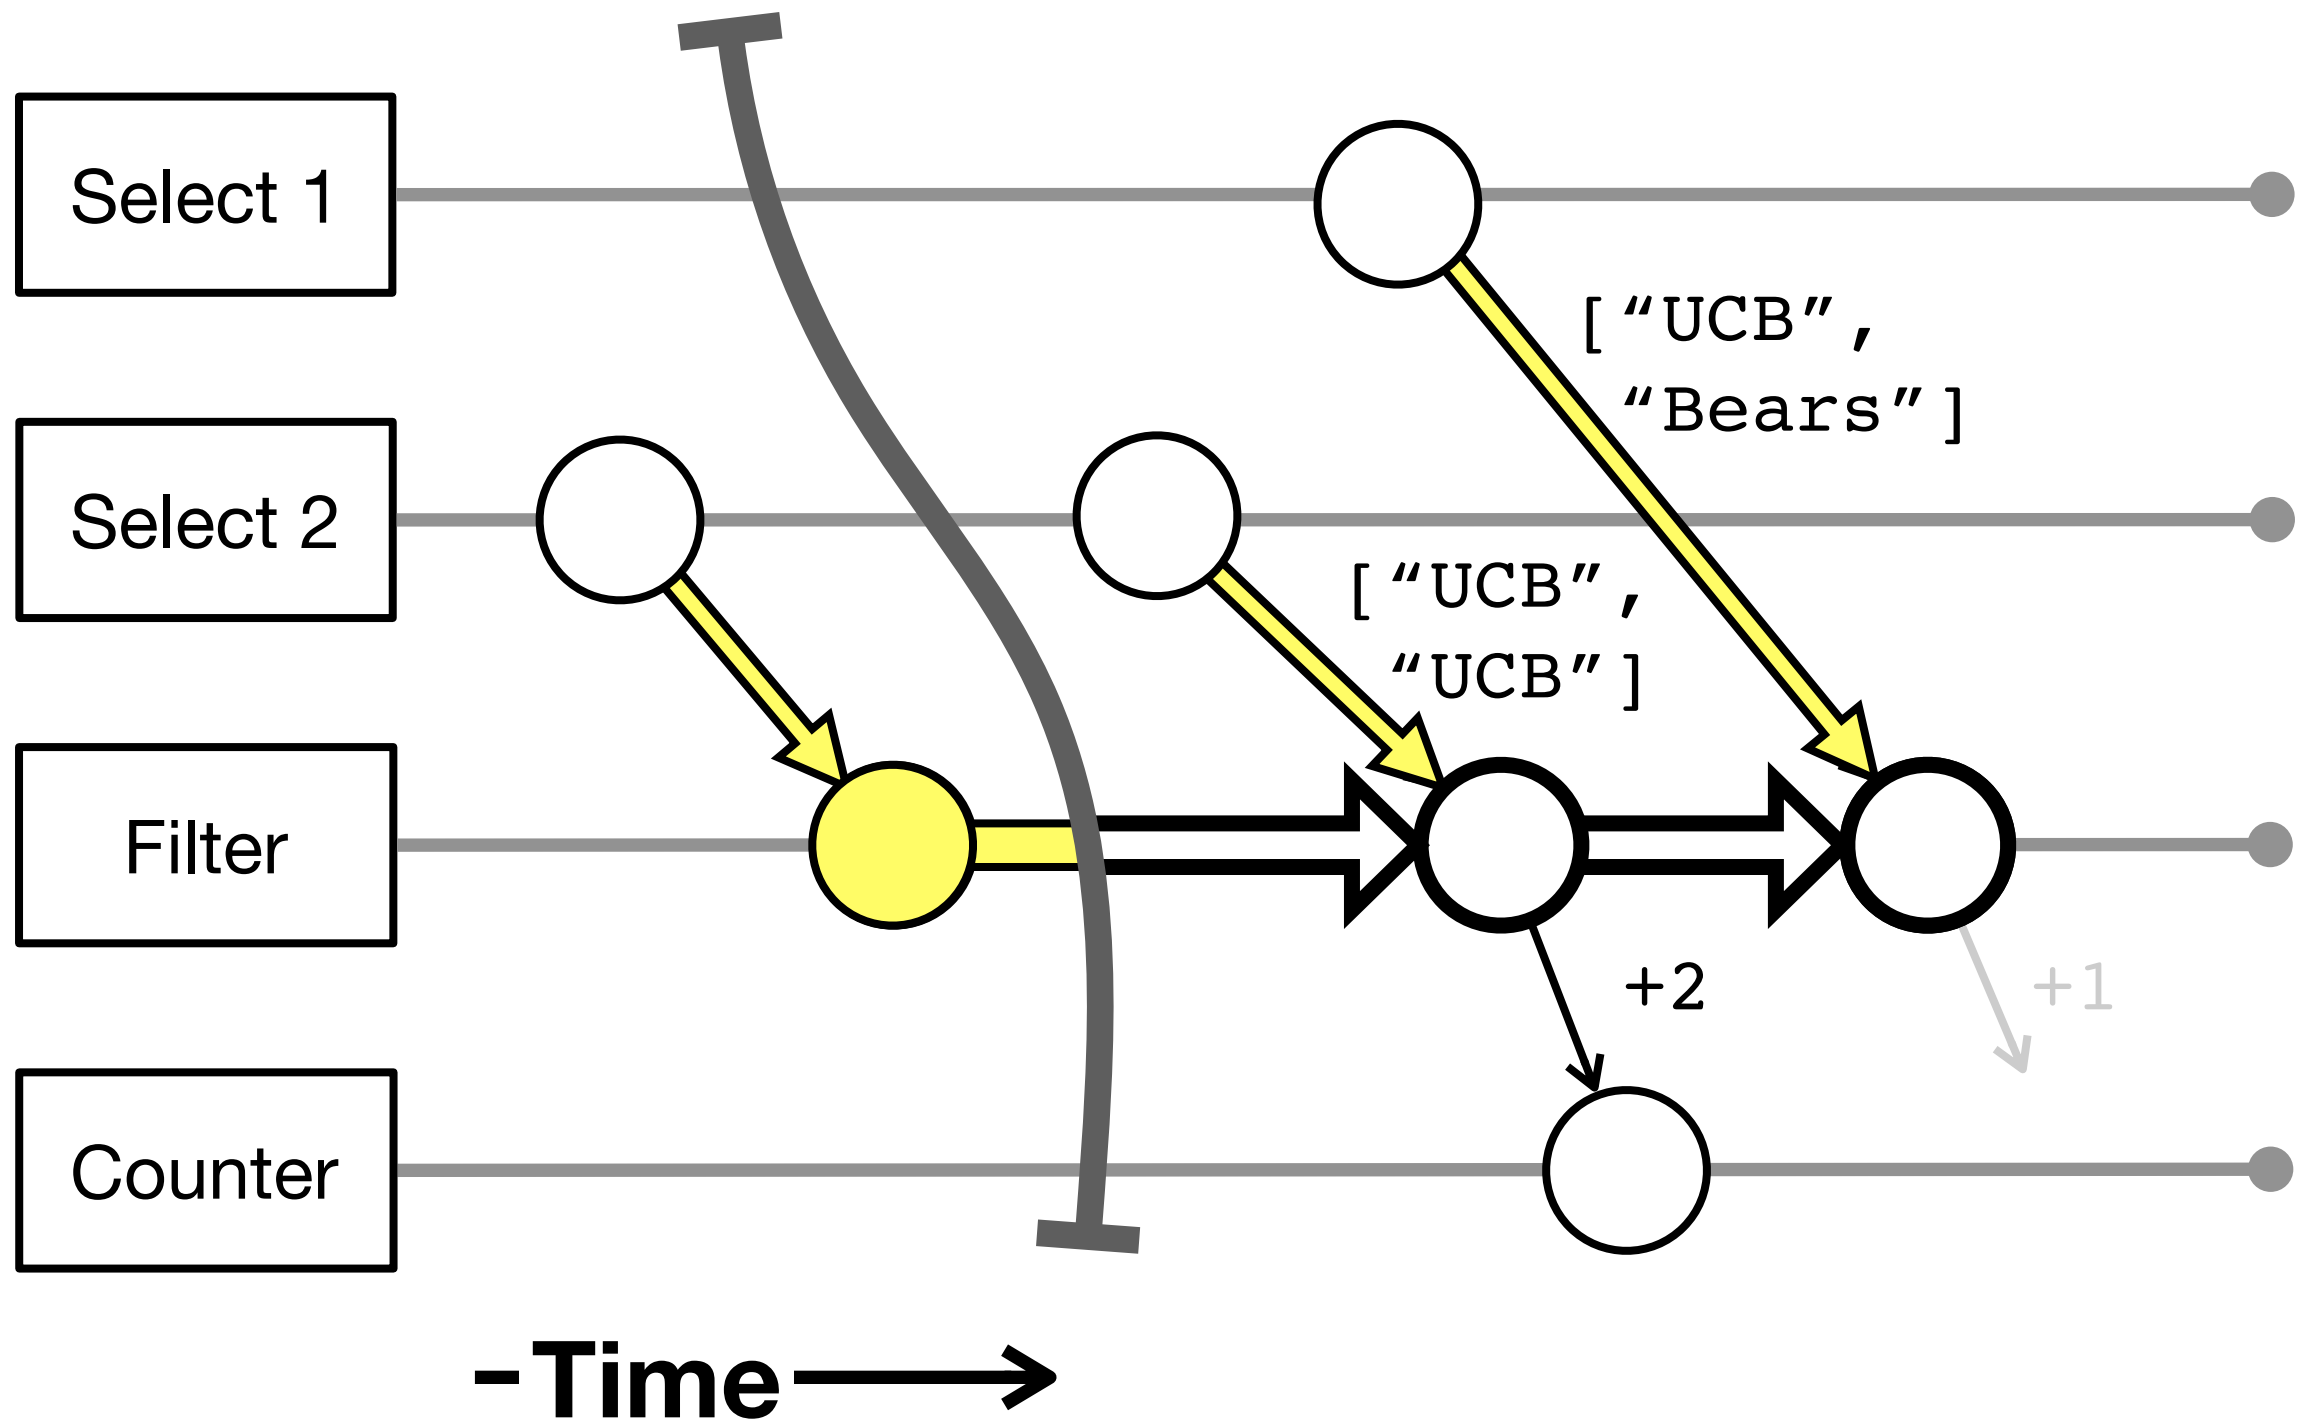 Select 1
[“UCB”,
“Bears”]
Select 2
[“UCB”,
“UCB”]
Filter
+2
+1
Counter
Time